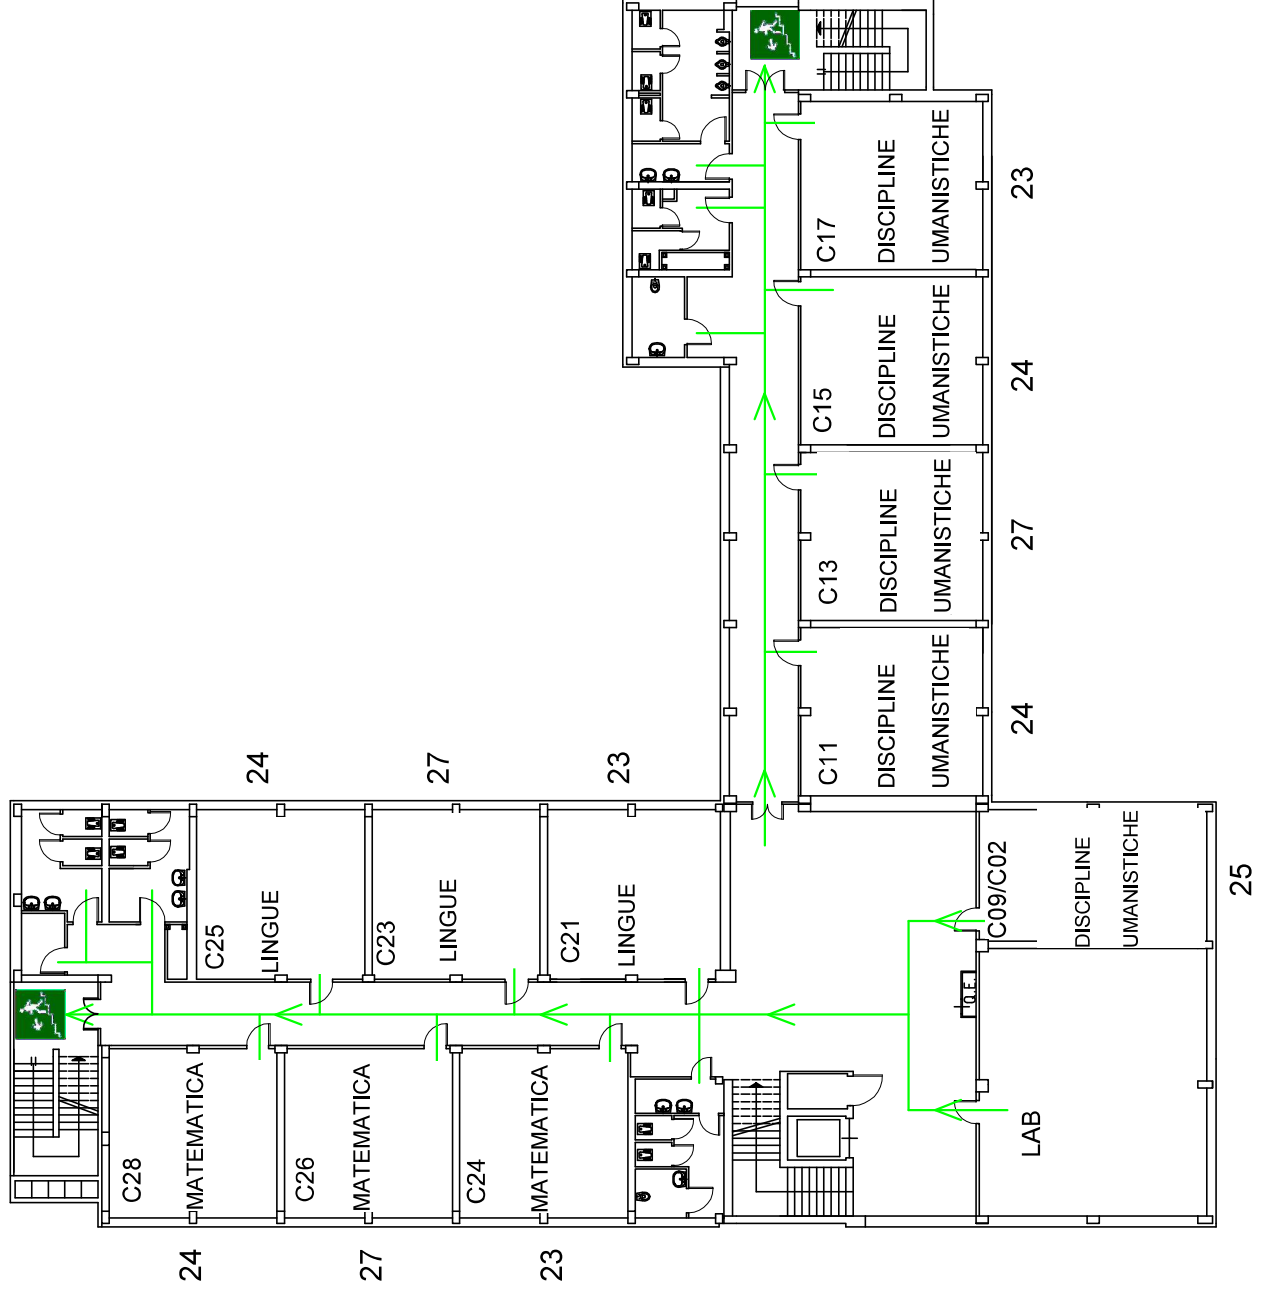 C17
DISCIPLINE
UMANISTICHE
23
C15
DISCIPLINE
UMANISTICHE
24
C13
DISCIPLINE
UMANISTICHE
27
C11
DISCIPLINE
UMANISTICHE
24
24
27
23
C25
LINGUE
C23
LINGUE
C21
LINGUE
C09/C02
DISCIPLINE
UMANISTICHE
25
Q.E.
LAB
C28
MATEMATICA
C26
MATEMATICA
C24
MATEMATICA
24
27
23